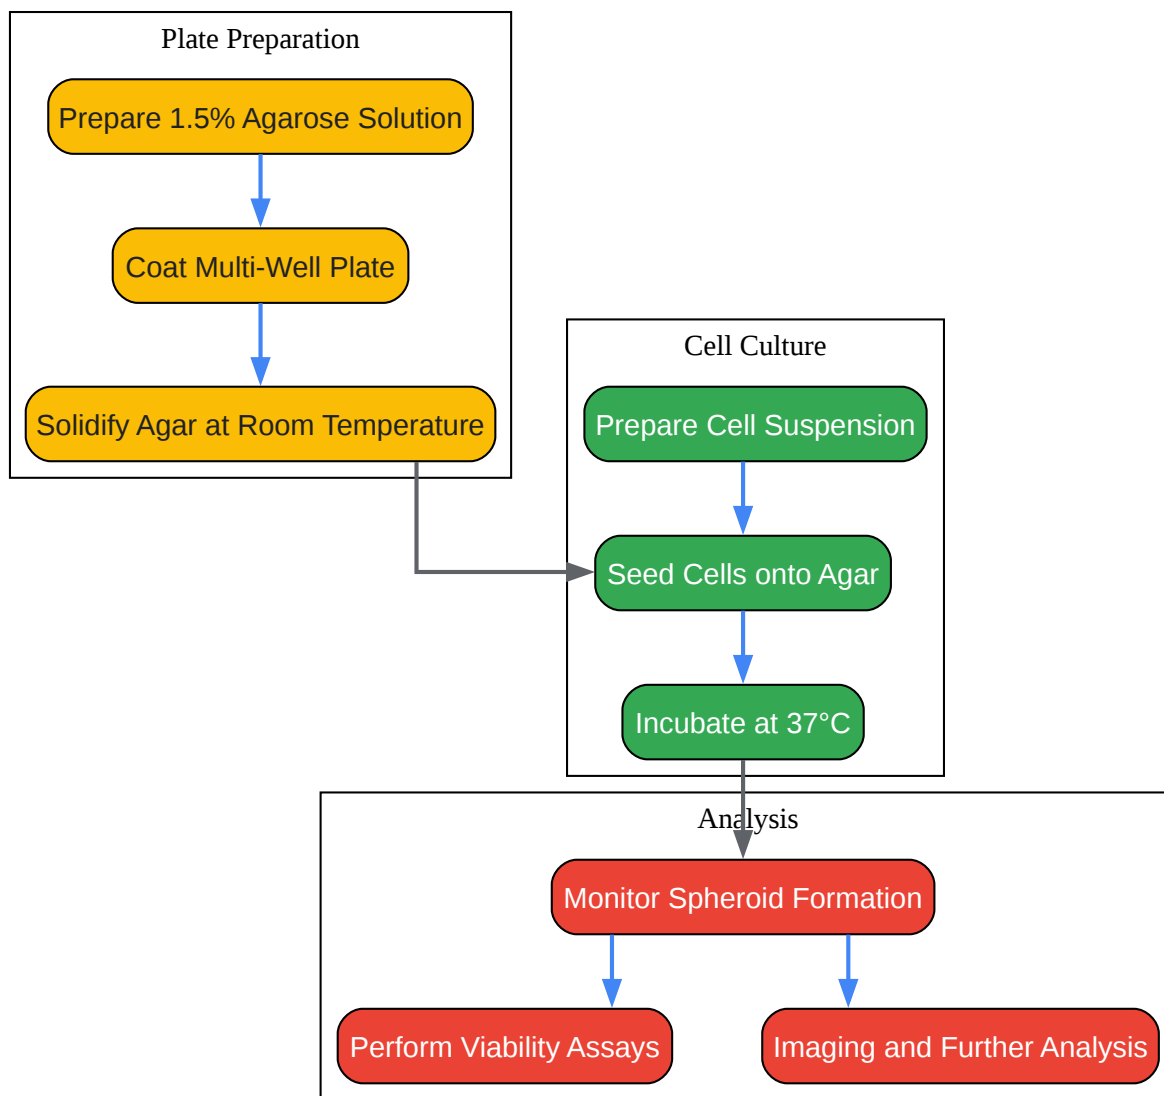 Plate Preparation
Prepare 1.5% Agarose Solution
Coat Multi-Well Plate
Solidify Agar at Room Temperature
Cell Culture
Prepare Cell Suspension
Seed Cells onto Agar
Incubate at 37°C
Analysis
Monitor Spheroid Formation
Perform Viability Assays
Imaging and Further Analysis